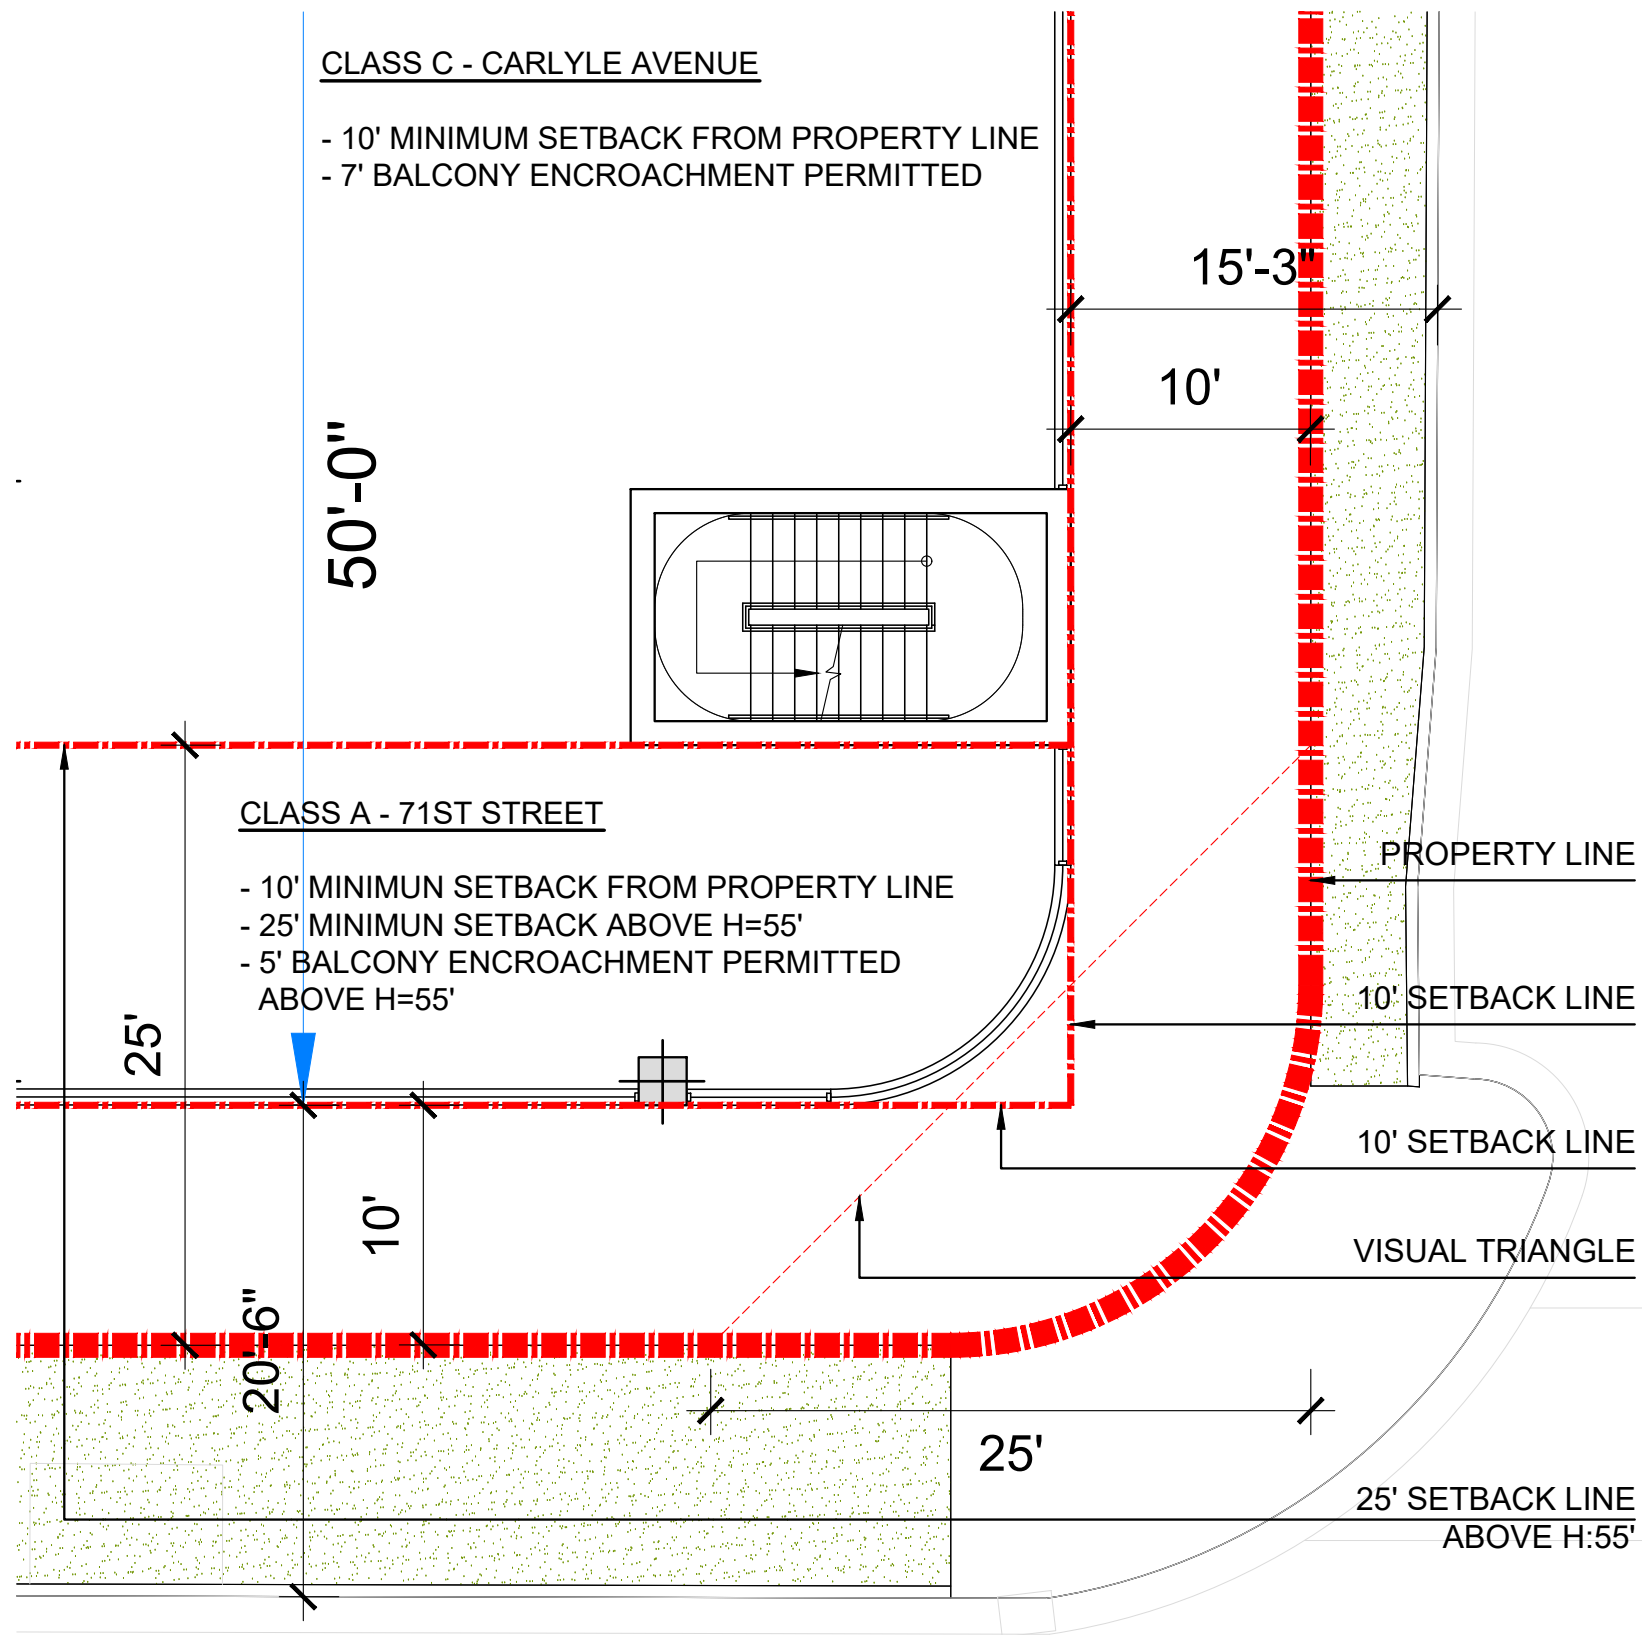 CLASS C - CARLYLE AVENUE
- 10' MINIMUM SETBACK FROM PROPERTY LINE
- 7' BALCONY ENCROACHMENT PERMITTED
15'-3"
10'
50'-0"
CLASS A - 71ST STREET
- 10' MINIMUN SETBACK FROM PROPERTY LINE
- 25' MINIMUN SETBACK ABOVE H=55'
- 5' BALCONY ENCROACHMENT PERMITTED
ABOVE H=55'
25'
PROPERTY LINE
10' SETBACK LINE
10' SETBACK LINE
10'
VISUAL TRIANGLE
20'-6"
25'
25' SETBACK LINE
ABOVE H:55'